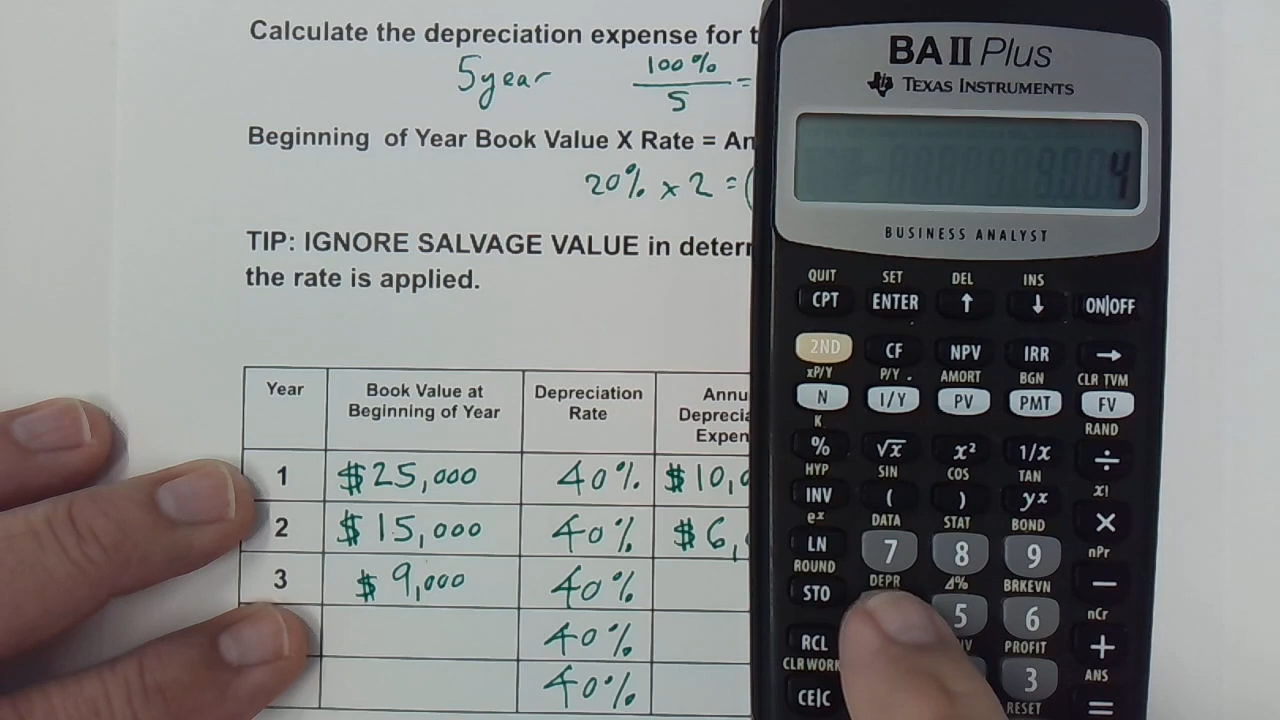 Calculate the depreciation expense for t
5 year 100% =
5
Beginning of Year Book Value X Rate = An
20% x 2 = (
TIP: IGNORE SALVAGE VALUE in deter
the rate is applied.
Year Book Value at Beginning of Year Depreciation Rate Annu Deprecia Expen
1 $25,000 40% $10,0
2 $15,000 40% $6,
3 $9,000 40%
40%
40%
BA II Plus
TEXAS INSTRUMENTS
4
BUSINESS ANALYST
QUIT SET DEL INS
CPT ENTER ↑ ↓ ON|OFF
2ND CF NPV IRR →
xP/Y P/Y AMORT BGN CLR TVM
N I/Y PV PMT FV
K RAND
% √x x² 1/x ÷
HYP SIN COS TAN x!
INV ( ) yx ×
eˣ DATA STAT BOND nPr
LN 7 8 9 −
ROUND DEPR Δ% BRKEVN nCr
STO 5 6 +
PROFIT ANS
RCL 3 =
CLR WORK RESET
CE|C